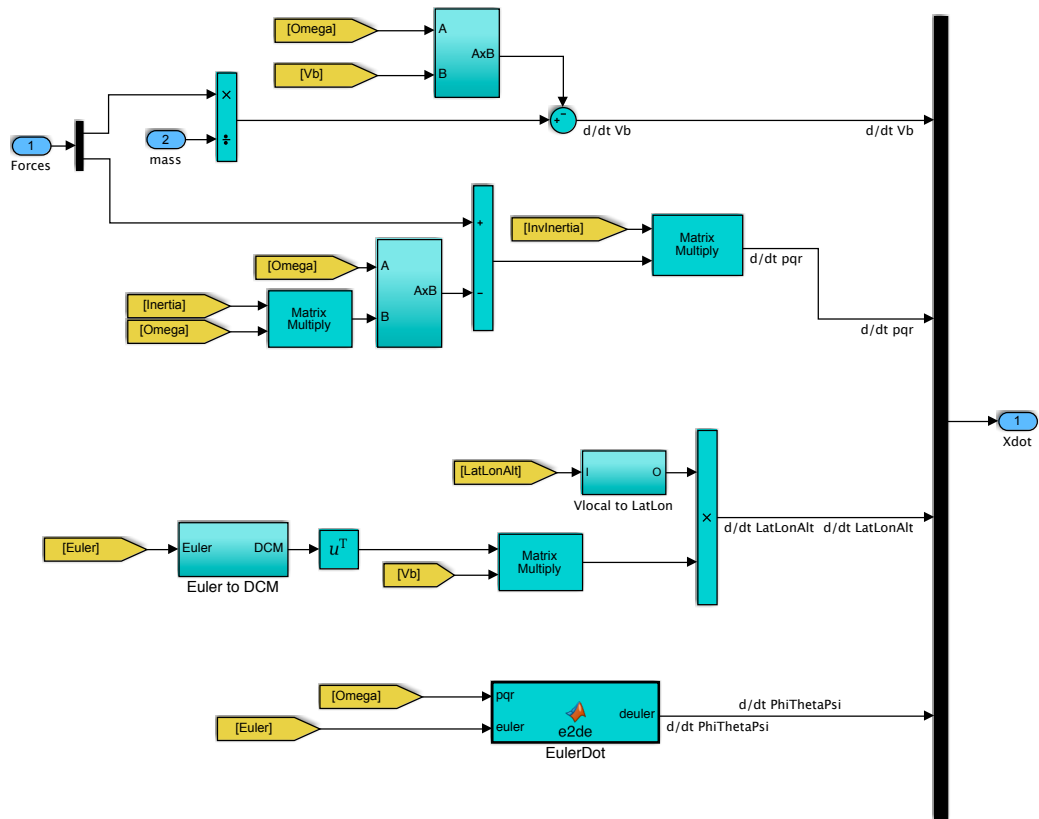 [Omega]
A
AxB
[Vb]
B
×
÷
+
−
1
Forces
2
mass
d/dt Vb
d/dt Vb
+
−
[InvInertia]
Matrix
Multiply
d/dt pqr
d/dt pqr
[Omega]
A
AxB
B
[Inertia]
[Omega]
Matrix
Multiply
1
Xdot
[LatLonAlt]
I
O
Vlocal to LatLon
×
d/dt LatLonAlt
d/dt LatLonAlt
[Euler]
Euler
DCM
Euler to DCM
uᵀ
[Vb]
Matrix
Multiply
[Omega]
[Euler]
pqr
euler
deuler
e2de
EulerDot
d/dt PhiThetaPsi
d/dt PhiThetaPsi